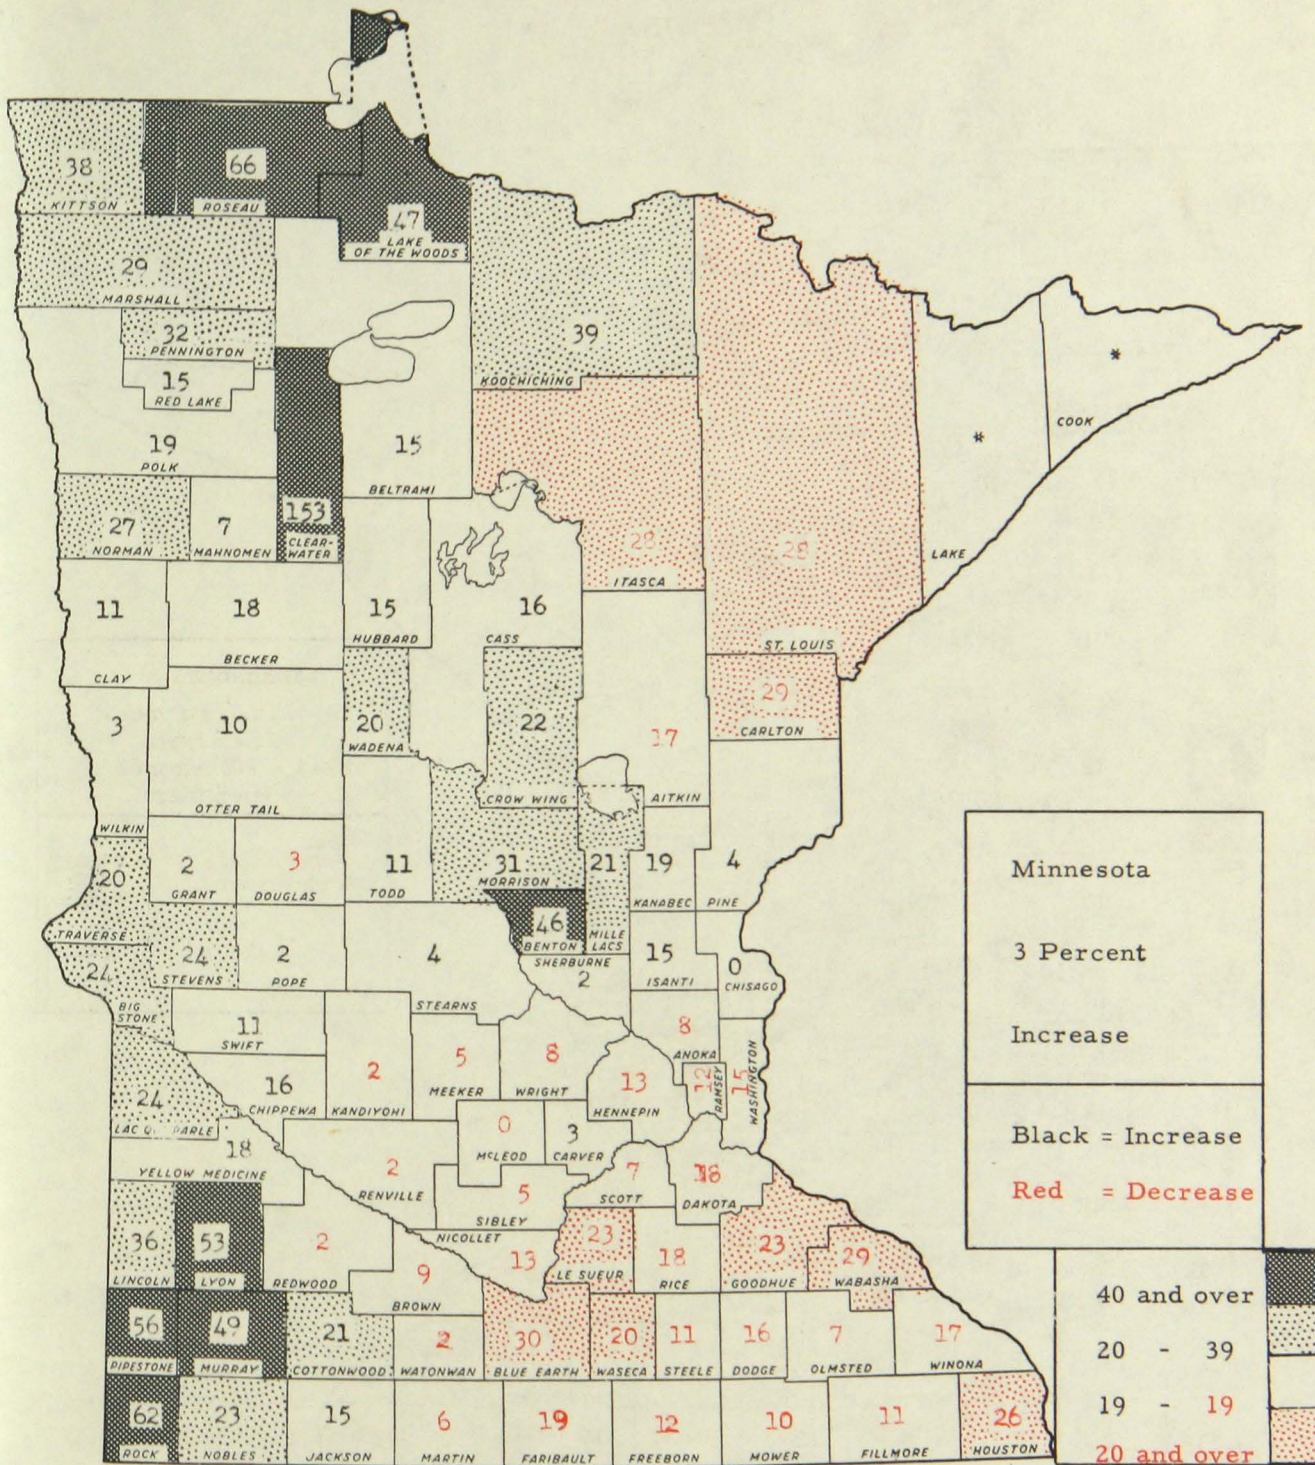 38
KITTSON
66
ROSEAU
47
LAKE
OF THE WOODS
29
MARSHALL
32
PENNINGTON
15
RED LAKE
19
POLK
39
KOOCHICHING
15
BELTRAMI
28
ITASCA
28
ST. LOUIS
*
LAKE
*
COOK
27
NORMAN
7
MAHNOMEN
153
CLEAR-
WATER
11
CLAY
18
BECKER
15
HUBBARD
16
CASS
3
WILKIN
10
OTTER TAIL
20
WADENA
22
CROW WING
17
AITKIN
29
CARLTON
20
TRAVERSE
2
GRANT
3
DOUGLAS
11
TODD
31
MORRISON
21
MILLE
LACS
19
KANABEC
4
PINE
46
BENTON
24
BIG
STONE
24
STEVENS
2
POPE
4
STEARNS
SHERBURNE
2
15
ISANTI
0
CHISAGO
11
SWIFT
2
KANDIYOHI
5
MEEKER
8
WRIGHT
8
ANOKA
13
HENNEPIN
12
RAMSEY
15
WASHINGTON
24
LAC QU PARLE
16
CHIPPEWA
18
YELLOW MEDICINE
2
RENVILLE
0
McLEOD
3
CARVER
5
SIBLEY
7
SCOTT
18
DAKOTA
36
LINCOLN
53
LYON
2
REDWOOD
9
BROWN
NICOLLET
13
23
LE SUEUR
18
RICE
23
GOODHUE
29
WABASHA
56
PIPESTONE
49
MURRAY
21
COTTONWOOD
2
WATONWAN
30
BLUE EARTH
20
WASECA
11
STEELE
16
DODGE
7
OLMSTED
17
WINONA
62
ROCK
23
NOBLES
15
JACKSON
6
MARTIN
19
FARIBAULT
12
FREEBORN
10
MOWER
11
FILLMORE
26
HOUSTON
Minnesota
3 Percent
Increase
Black = Increase
Red = Decrease
40 and over
20 - 39
19 - 19
20 and over